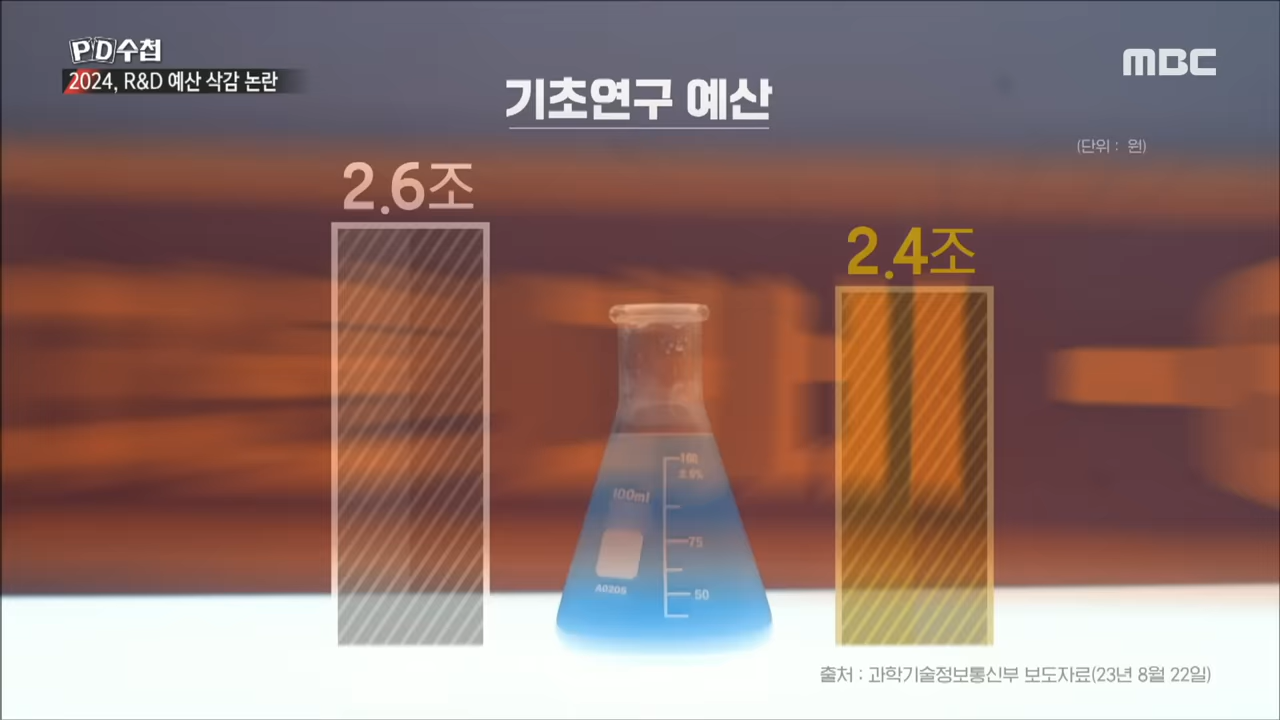 PD수첩
2024, R&D 예산 삭감 논란
MBC
기초연구 예산
(단위 : 원)
2.6조
2.4조
100ml
75
50
A020S
출처 : 과학기술정보통신부 보도자료(23년 8월 22일)